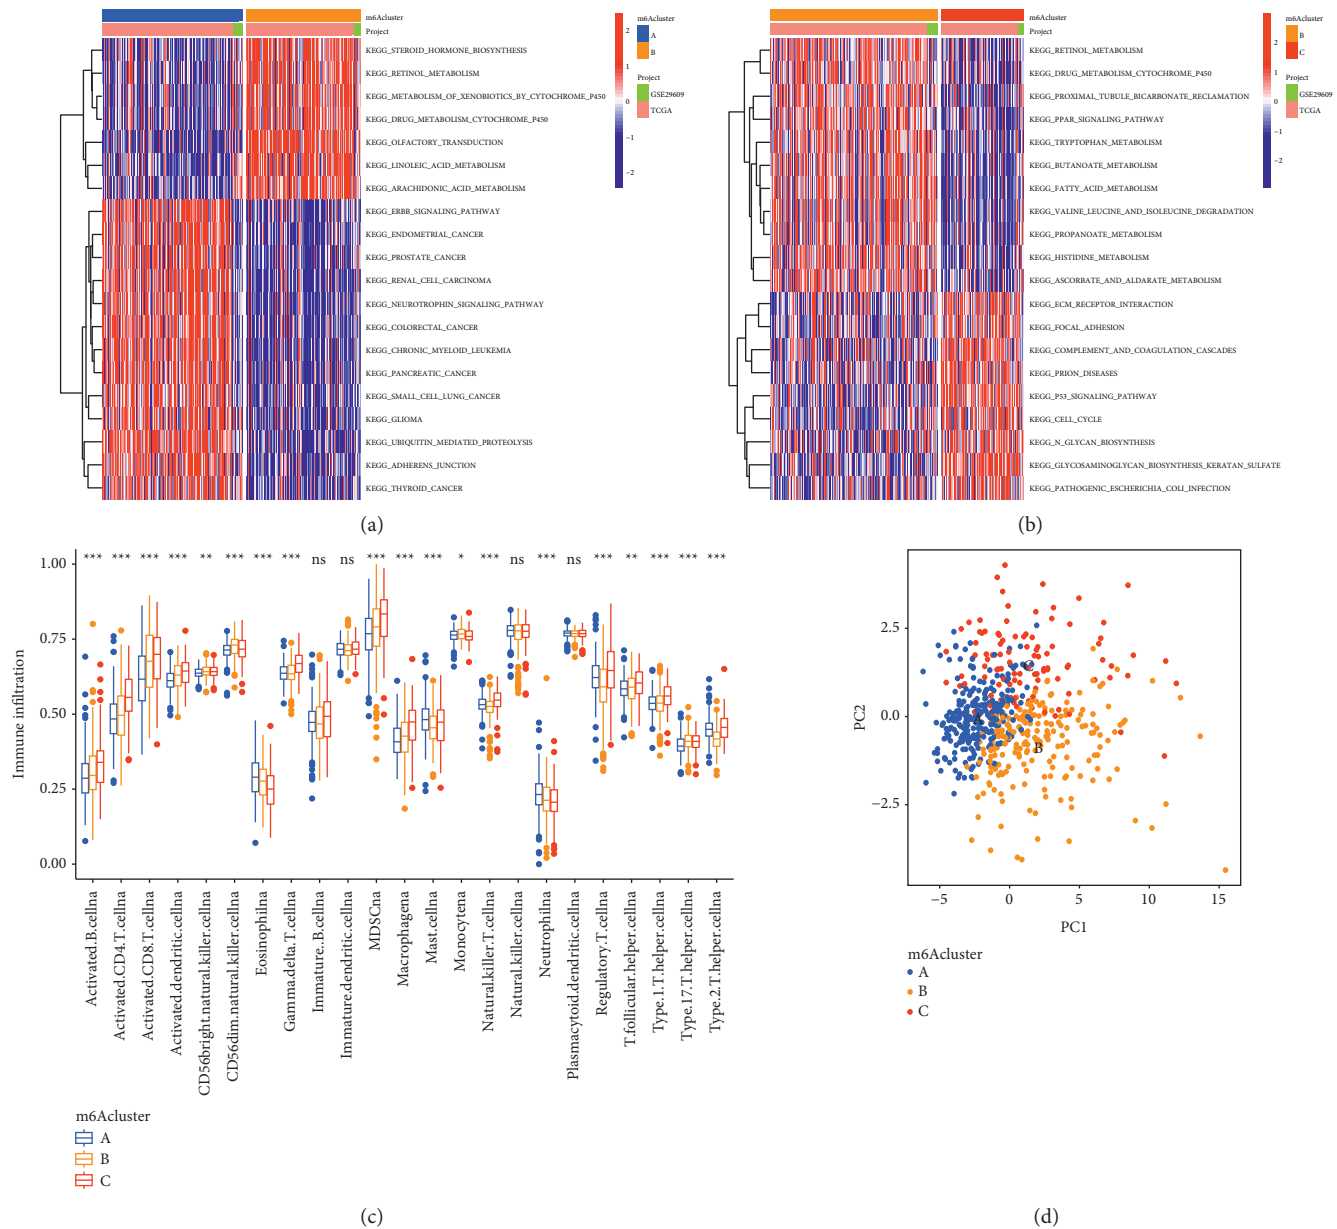 m6Acluster
Project
KEGG_STEROID_HORMONE_BIOSYNTHESIS
KEGG_RETINOL_METABOLISM
KEGG_METABOLISM_OF_XENOBIOTICS_BY_CYTOCHROME_P450
KEGG_DRUG_METABOLISM_CYTOCHROME_P450
KEGG_OLFACTORY_TRANSDUCTION
KEGG_LINOLEIC_ACID_METABOLISM
KEGG_ARACHIDONIC_ACID_METABOLISM
KEGG_ERBB_SIGNALING_PATHWAY
KEGG_ENDOMETRIAL_CANCER
KEGG_PROSTATE_CANCER
KEGG_RENAL_CELL_CARCINOMA
KEGG_NEUROTROPHIN_SIGNALING_PATHWAY
KEGG_COLORECTAL_CANCER
KEGG_CHRONIC_MYELOID_LEUKEMIA
KEGG_PANCREATIC_CANCER
KEGG_SMALL_CELL_LUNG_CANCER
KEGG_GLIOMA
KEGG_UBIQUITIN_MEDIATED_PROTEOLYSIS
KEGG_ADHERENS_JUNCTION
KEGG_THYROID_CANCER
2
1
0
−1
−2
m6Acluster
A
B
Project
GSE29609
TCGA
(a)
m6Acluster
Project
KEGG_RETINOL_METABOLISM
KEGG_DRUG_METABOLISM_CYTOCHROME_P450
KEGG_PROXIMAL_TUBULE_BICARBONATE_RECLAMATION
KEGG_PPAR_SIGNALING_PATHWAY
KEGG_TRYPTOPHAN_METABOLISM
KEGG_BUTANOATE_METABOLISM
KEGG_FATTY_ACID_METABOLISM
KEGG_VALINE_LEUCINE_AND_ISOLEUCINE_DEGRADATION
KEGG_PROPANOATE_METABOLISM
KEGG_HISTIDINE_METABOLISM
KEGG_ASCORBATE_AND_ALDARATE_METABOLISM
KEGG_ECM_RECEPTOR_INTERACTION
KEGG_FOCAL_ADHESION
KEGG_COMPLEMENT_AND_COAGULATION_CASCADES
KEGG_PRION_DISEASES
KEGG_P53_SIGNALING_PATHWAY
KEGG_CELL_CYCLE
KEGG_N_GLYCAN_BIOSYNTHESIS
KEGG_GLYCOSAMINOGLYCAN_BIOSYNTHESIS_KERATAN_SULFATE
KEGG_PATHOGENIC_ESCHERICHIA_COLI_INFECTION
2
1
0
−1
−2
m6Acluster
B
C
Project
GSE29609
TCGA
(b)
*** *** *** *** ** *** *** *** ns ns *** *** *** * *** ns *** ns *** ** *** *** ***
Immune infiltration
1.00
0.75
0.50
0.25
0.00
Activated.B.cellna
Activated.CD4.T.cellna
Activated.CD8.T.cellna
Activated.dendritic.cellna
CD56bright.natural.killer.cellna
CD56dim.natural.killer.cellna
Eosinophilna
Gamma.delta.T.cellna
Immature..B.cellna
Immature.dendritic.cellna
MDSCna
Macrophagena
Mast.cellna
Monocytena
Natural.killer.T.cellna
Natural.killer.cellna
Neutrophilna
Plasmacytoid.dendritic.cellna
Regulatory.T.cellna
T.follicular.helper.cellna
Type.1.T.helper.cellna
Type.17.T.helper.cellna
Type.2.T.helper.cellna
m6Acluster
A
B
C
(c)
PC2
2.5
0.0
−2.5
A
B
C
−5
0
5
10
15
PC1
m6Acluster
A
B
C
(d)